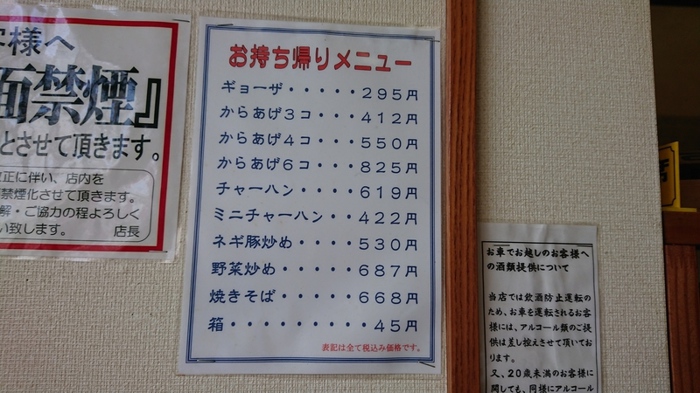 様へ
面禁煙』
とさせて頂きます。
改正に伴い、店内を
禁煙化させて頂きます。
解・ご協力の程よろしく
い致します。 店長
お持ち帰りメニュー
ギョーザ・・・・・295円
からあげ3コ・・・412円
からあげ4コ・・・550円
からあげ6コ・・・825円
チャーハン・・・・619円
ミニチャーハン・・422円
ネギ豚炒め・・・・530円
野菜炒め・・・・・687円
焼きそば・・・・・668円
箱・・・・・・・・・45円
表記は全て税込み価格です。
お車でお越しのお客様へ
の酒類提供について
当店では飲酒防止運転の
ため、お車を運転されるお客
様には、アルコール類のご提
供は差し控えさせて頂いてお
ります。
又、20歳未満のお客様に
関しても、同様にアルコール